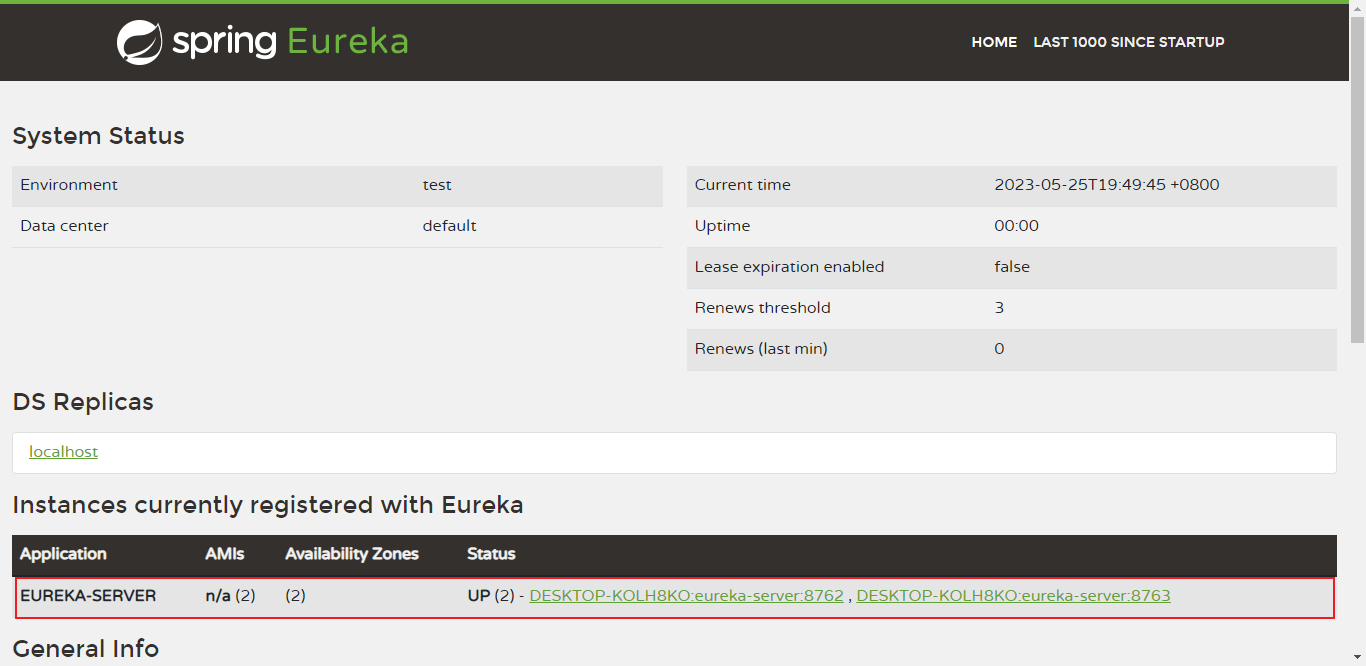 spring Eureka HOME LAST 1000 SINCE STARTUP
System Status
Environment test
Data center default
Current time 2023-05-25T19:49:45 +0800
Uptime 00:00
Lease expiration enabled false
Renews threshold 3
Renews (last min) 0
DS Replicas
localhost
Instances currently registered with Eureka
Application AMIs Availability Zones Status
EUREKA-SERVER n/a (2) (2) UP (2) - DESKTOP-KOLH8KO:eureka-server:8762 , DESKTOP-KOLH8KO:eureka-server:8763
General Info